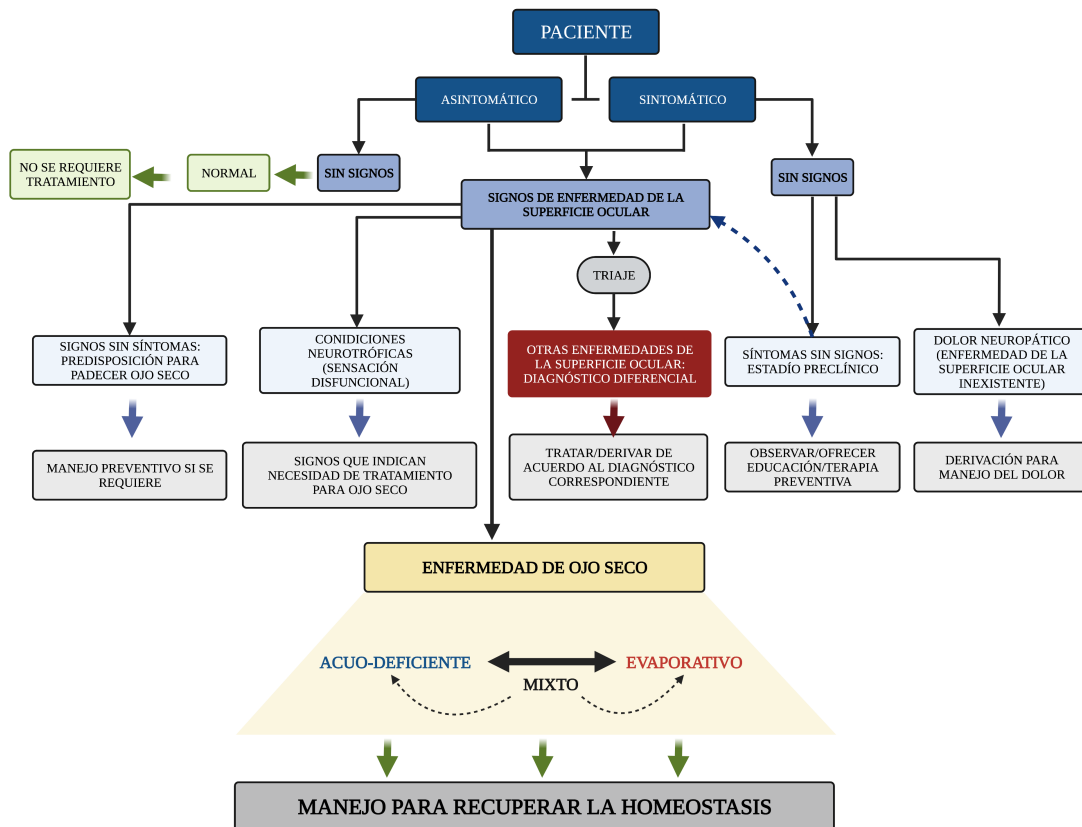 PACIENTE
ASINTOMÁTICO
SINTOMÁTICO
NO SE REQUIERE
TRATAMIENTO
NORMAL
SIN SIGNOS
SIN SIGNOS
SIGNOS DE ENFERMEDAD DE LA
SUPERFICIE OCULAR
TRIAJE
SIGNOS SIN SÍNTOMAS:
PREDISPOSICIÓN PARA
PADECER OJO SECO
CONDICIONES
NEUROTRÓFICAS
(SENSACIÓN
DISFUNCIONAL)
OTRAS ENFERMEDADES DE
LA SUPERFICIE OCULAR:
DIAGNÓSTICO DIFERENCIAL
SÍNTOMAS SIN SIGNOS:
ESTADÍO PRECLÍNICO
DOLOR NEUROPÁTICO
(ENFERMEDAD DE LA
SUPERFICIE OCULAR
INEXISTENTE)
MANEJO PREVENTIVO SI SE
REQUIERE
SIGNOS QUE INDICAN
NECESIDAD DE TRATAMIENTO
PARA OJO SECO
TRATAR/DERIVAR DE
ACUERDO AL DIAGNÓSTICO
CORRESPONDIENTE
OBSERVAR/OFRECER
EDUCACIÓN/TERAPIA
PREVENTIVA
DERIVACIÓN PARA
MANEJO DEL DOLOR
ENFERMEDAD DE OJO SECO
ACUO-DEFICIENTE
EVAPORATIVO
MIXTO
MANEJO PARA RECUPERAR LA HOMEOSTASIS